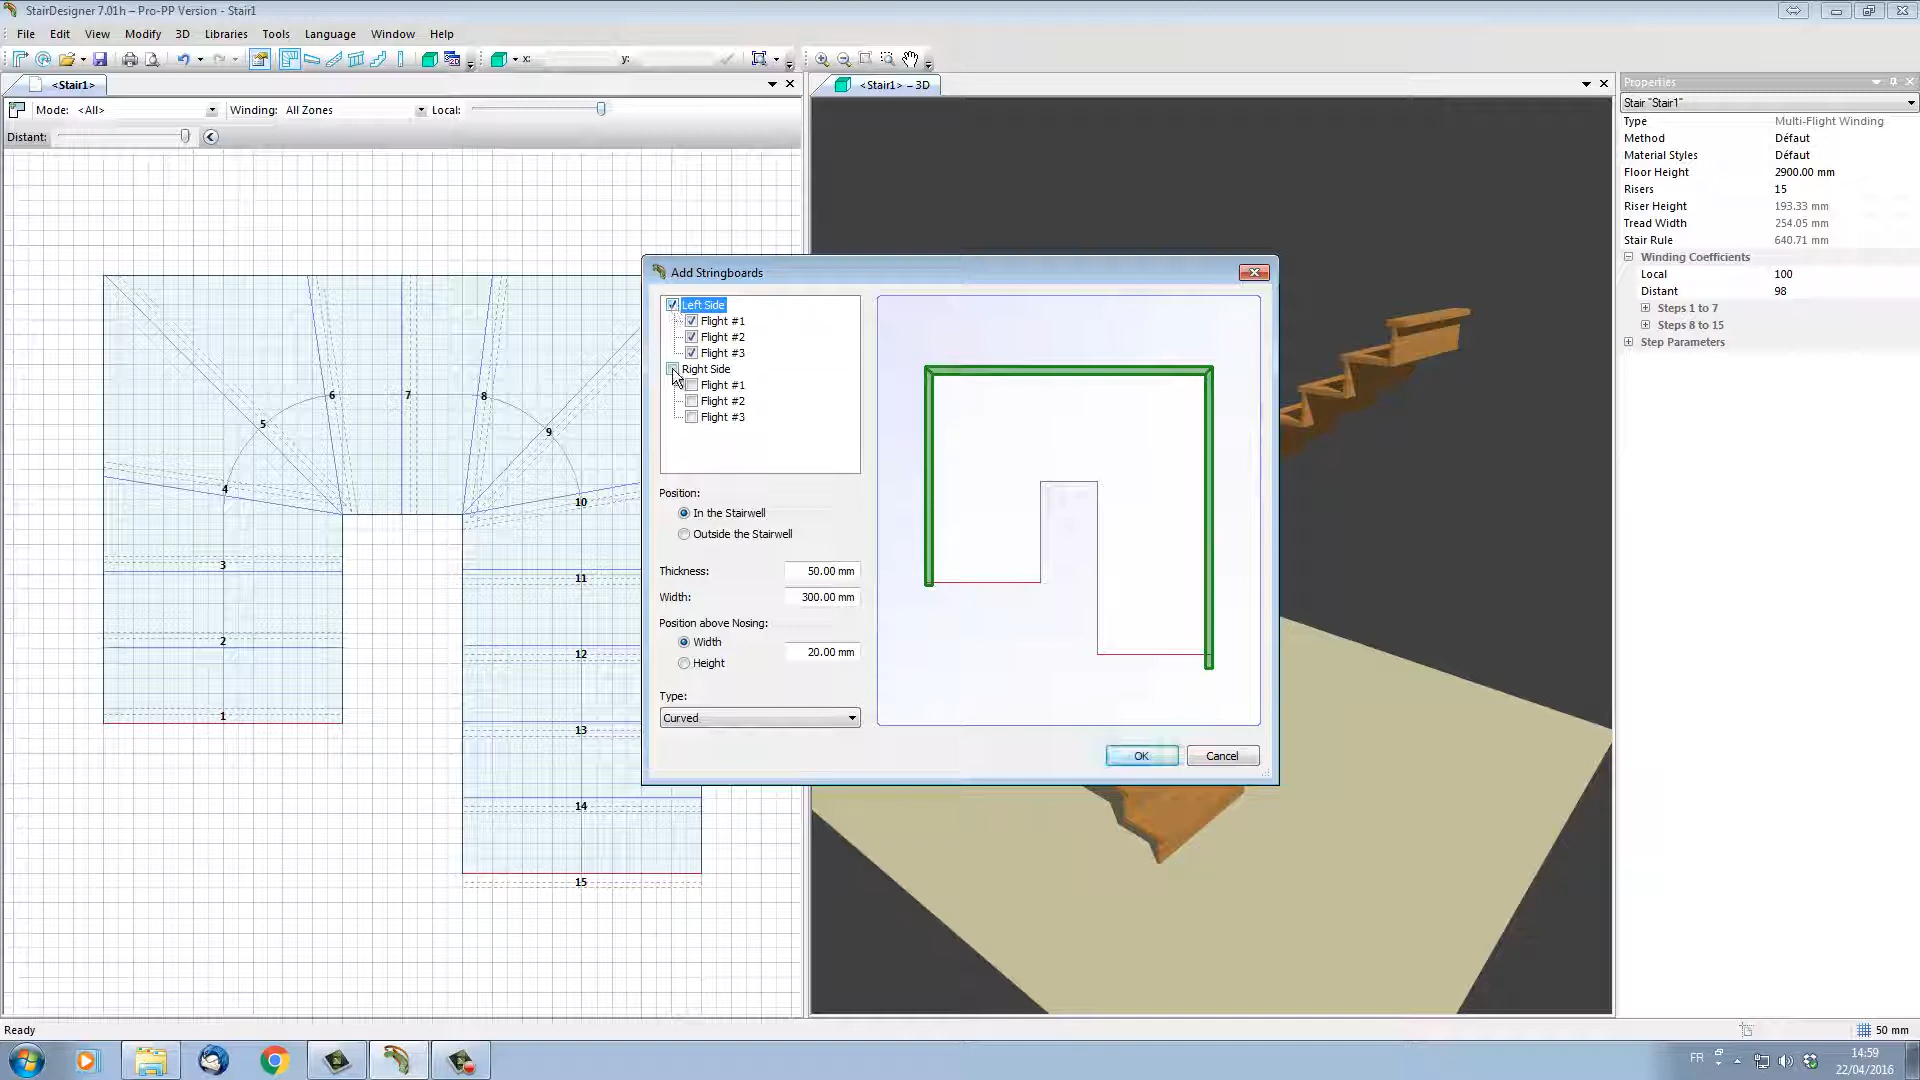 StairDesigner 7.01h – Pro-PP Version - Stair1
File Edit View Modify 3D Libraries Tools Language Window Help
x: y:
<Stair1>
<Stair1> – 3D
Mode: <All> Winding: All Zones Local:
Distant:
Properties
Stair "Stair1"
Type Multi-Flight Winding
Method Défaut
Material Styles Défaut
Floor Height 2900.00 mm
Risers 15
Riser Height 193.33 mm
Tread Width 254.05 mm
Stair Rule 640.71 mm
Winding Coefficients
Local 100
Distant 98
Steps 1 to 7
Steps 8 to 15
Step Parameters
Add Stringboards
Left Side
Flight #1
Flight #2
Flight #3
Right Side
Flight #1
Flight #2
Flight #3
Position:
In the Stairwell
Outside the Stairwell
Thickness: 50.00 mm
Width: 300.00 mm
Position above Nosing:
Width
20.00 mm
Height
Type:
Curved
OK Cancel
1
2
3
4
5
6
7
8
9
10
11
12
13
14
15
Ready
50 mm
FR
14:59
22/04/2016